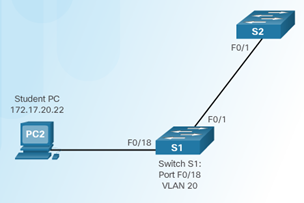 S2
F0/1
Student PC
172.17.20.22
PC2
F0/18
F0/1
S1
Switch S1:
Port F0/18
VLAN 20